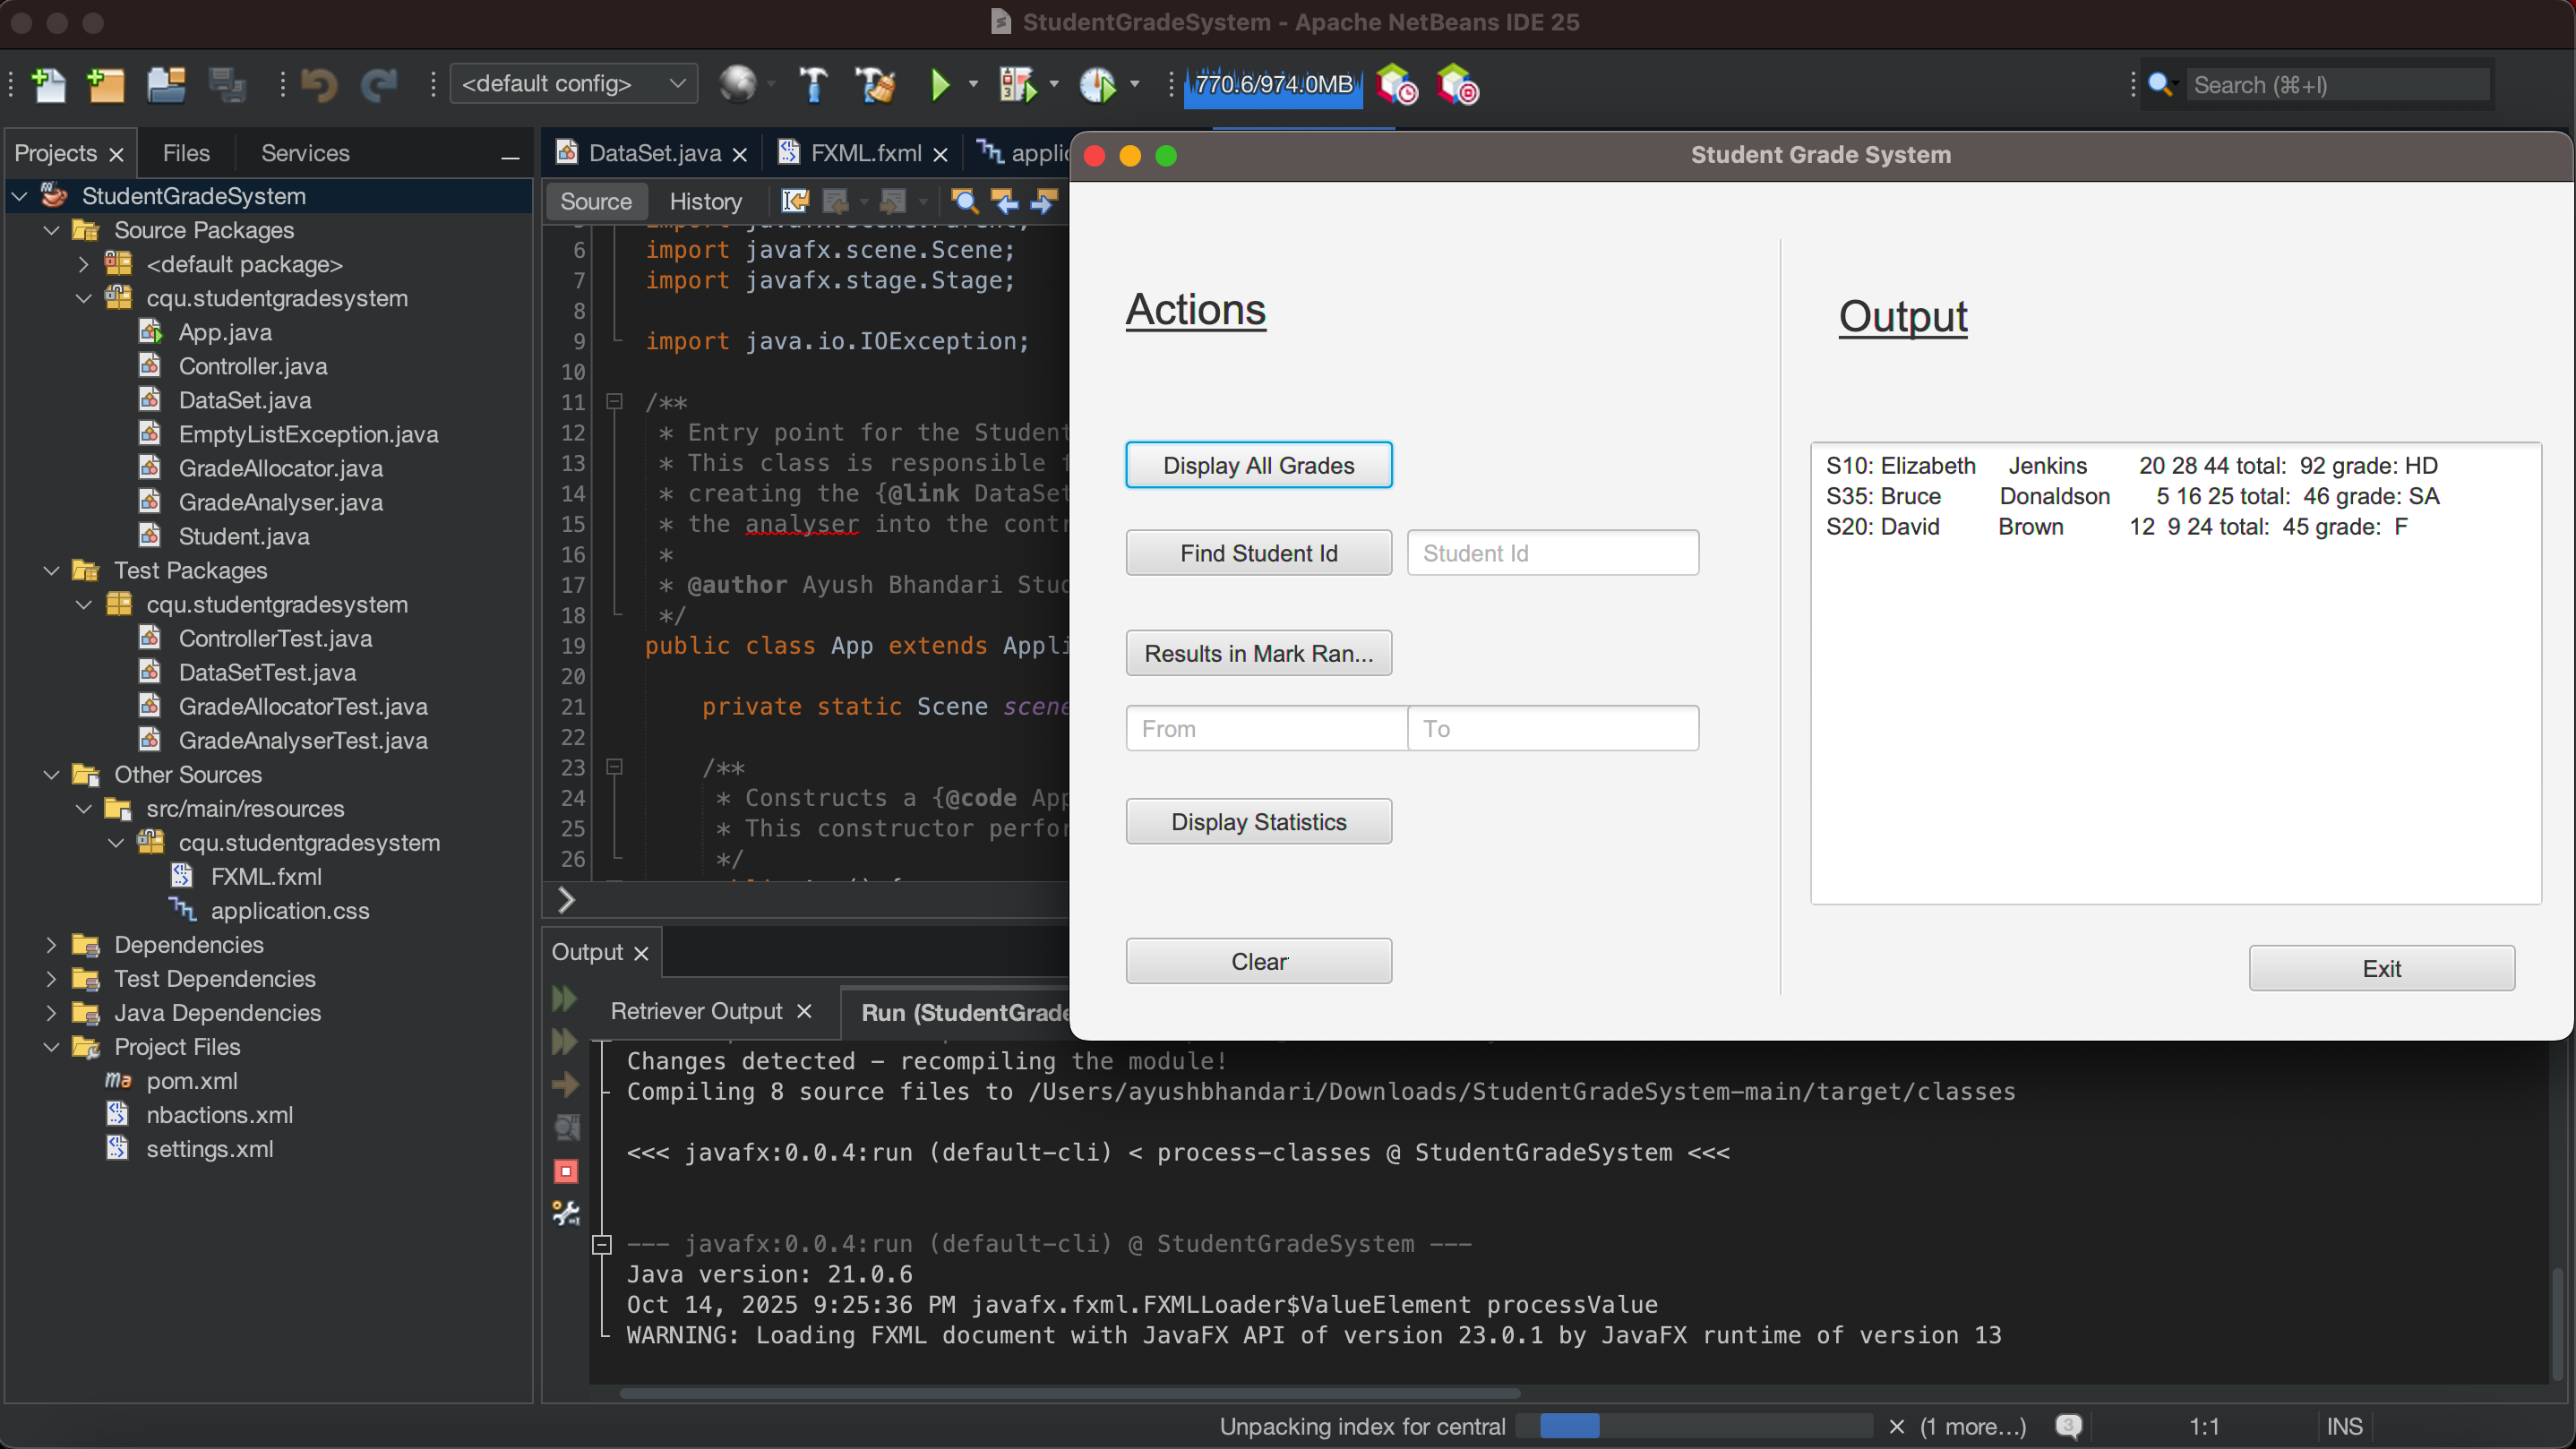 StudentGradeSystem - Apache NetBeans IDE 25
<default config>
770.6/974.0MB
Search (⌘+I)
Projects
Files
Services
StudentGradeSystem
Source Packages
<default package>
cqu.studentgradesystem
App.java
Controller.java
DataSet.java
EmptyListException.java
GradeAllocator.java
GradeAnalyser.java
Student.java
Test Packages
cqu.studentgradesystem
ControllerTest.java
DataSetTest.java
GradeAllocatorTest.java
GradeAnalyserTest.java
Other Sources
src/main/resources
cqu.studentgradesystem
FXML.fxml
application.css
Dependencies
Test Dependencies
Java Dependencies
Project Files
pom.xml
nbactions.xml
settings.xml
DataSet.java
FXML.fxml
applic
Source
History
6 import javafx.scene.Scene;
7 import javafx.stage.Stage;
8
9 import java.io.IOException;
10
11 /**
12 * Entry point for the Student
13 * This class is responsible
14 * creating the {@link DataSet
15 * the analyser into the contr
16 *
17 * @author Ayush Bhandari Stud
18 */
19 public class App extends Appli
20
21 private static Scene scene
22
23 /**
24 * Constructs a {@code App
25 * This constructor perfor
26 */
Student Grade System
Actions
Display All Grades
Find Student Id
Student Id
Results in Mark Ran...
From
To
Display Statistics
Clear
Output
S10: Elizabeth Jenkins 20 28 44 total: 92 grade: HD
S35: Bruce Donaldson 5 16 25 total: 46 grade: SA
S20: David Brown 12 9 24 total: 45 grade: F
Exit
Output
Retriever Output
Run (StudentGrade
Changes detected - recompiling the module!
Compiling 8 source files to /Users/ayushbhandari/Downloads/StudentGradeSystem-main/target/classes
<<< javafx:0.0.4:run (default-cli) < process-classes @ StudentGradeSystem <<<
--- javafx:0.0.4:run (default-cli) @ StudentGradeSystem ---
Java version: 21.0.6
Oct 14, 2025 9:25:36 PM javafx.fxml.FXMLLoader$ValueElement processValue
WARNING: Loading FXML document with JavaFX API of version 23.0.1 by JavaFX runtime of version 13
Unpacking index for central
(1 more...)
3
1:1
INS